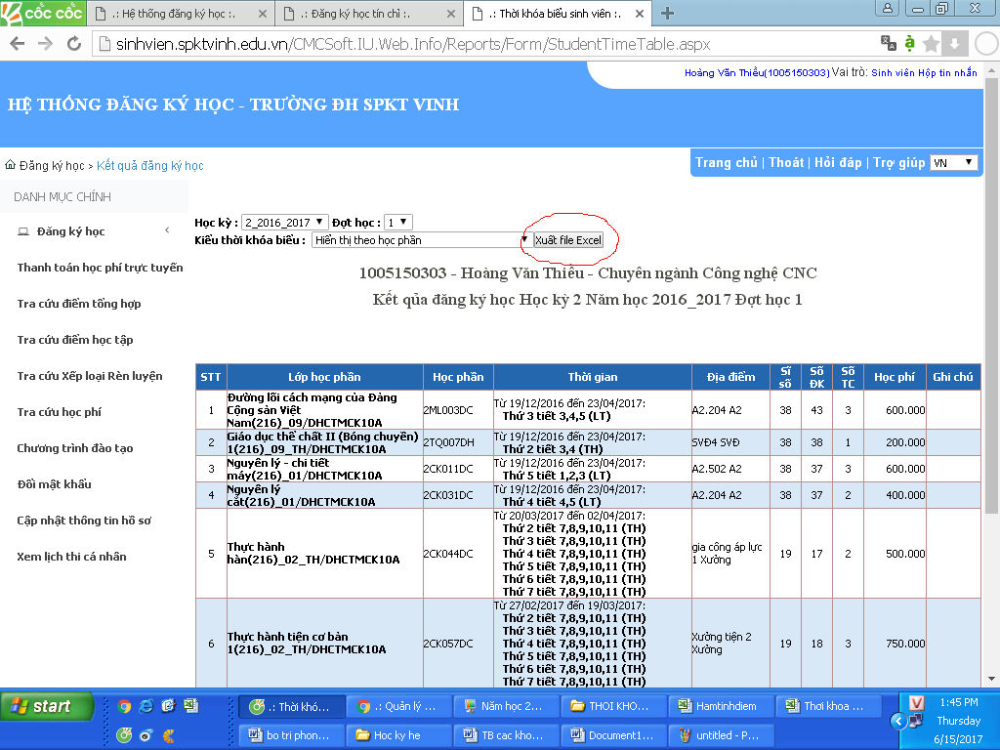 cốc cốc
.: Hệ thống đăng ký học :.
.: Đăng ký học tín chỉ :.
.: Thời khóa biểu sinh viên :.
sinhvien.spktvinh.edu.vn/CMCSoft.IU.Web.Info/Reports/Form/StudentTimeTable.aspx
Hoàng Văn Thiều(1005150303) Vai trò: Sinh viên Hộp tin nhắn
HỆ THỐNG ĐĂNG KÝ HỌC - TRƯỜNG ĐH SPKT VINH
Đăng ký học > Kết quả đăng ký học
Trang chủ | Thoát | Hỏi đáp | Trợ giúp VN
DANH MỤC CHÍNH
Đăng ký học
Thanh toán học phí trực tuyến
Tra cứu điểm tổng hợp
Tra cứu điểm học tập
Tra cứu Xếp loại Rèn luyện
Tra cứu học phí
Chương trình đào tạo
Đổi mật khẩu
Cập nhật thông tin hồ sơ
Xem lịch thi cá nhân
Học kỳ : 2_2016_2017 Đợt học : 1
Kiểu thời khóa biểu : Hiển thị theo học phần Xuất file Excel
1005150303 - Hoàng Văn Thiều - Chuyên ngành Công nghệ CNC
Kết qủa đăng ký học Học kỳ 2 Năm học 2016_2017 Đợt học 1
STT Lớp học phần Học phần Thời gian Địa điểm Sĩ số Số ĐK Số TC Học phí Ghi chú
1 Đường lối cách mạng của Đảng Cộng sản Việt Nam(216)_09/DHCTMCK10A 2ML003DC Từ 19/12/2016 đến 23/04/2017: Thứ 3 tiết 3,4,5 (LT) A2.204 A2 38 43 3 600.000
2 Giáo dục thể chất II (Bóng chuyền) 1(216)_09_TH/DHCTMCK10A 2TQ007DH Từ 19/12/2016 đến 23/04/2017: Thứ 2 tiết 3,4 (TH) SVĐ4 SVĐ 38 38 1 200.000
3 Nguyên lý - chi tiết máy(216)_01/DHCTMCK10A 2CK011DC Từ 19/12/2016 đến 23/04/2017: Thứ 5 tiết 1,2,3 (LT) A2.502 A2 38 37 3 600.000
4 Nguyên lý cắt(216)_01/DHCTMCK10A 2CK031DC Từ 19/12/2016 đến 23/04/2017: Thứ 4 tiết 4,5 (LT) A2.204 A2 38 37 2 400.000
5 Thực hành hàn(216)_02_TH/DHCTMCK10A 2CK044DC Từ 20/03/2017 đến 02/04/2017:
Thứ 2 tiết 7,8,9,10,11 (TH)
Thứ 3 tiết 7,8,9,10,11 (TH)
Thứ 4 tiết 7,8,9,10,11 (TH)
Thứ 5 tiết 7,8,9,10,11 (TH)
Thứ 6 tiết 7,8,9,10,11 (TH)
Thứ 7 tiết 7,8,9,10,11 (TH)
gia công áp lực 1 Xưởng 19 17 2 500.000
6 Thực hành tiện cơ bản 1(216)_02_TH/DHCTMCK10A 2CK057DC Từ 27/02/2017 đến 19/03/2017:
Thứ 2 tiết 7,8,9,10,11 (TH)
Thứ 3 tiết 7,8,9,10,11 (TH)
Thứ 4 tiết 7,8,9,10,11 (TH)
Thứ 5 tiết 7,8,9,10,11 (TH)
Thứ 6 tiết 7,8,9,10,11 (TH)
Thứ 7 tiết 7,8,9,10,11 (TH)
Xưởng tiện 2 Xưởng 19 18 3 750.000
start
.: Thời khó...
.: Quản lý ...
Năm học 2...
THOI KHO...
Hamtinhdiem
Thơi khoa ...
bo tri phon...
Hoc ky he
TB cac kho...
Document1...
untitled - P...
1:45 PM
Thursday
6/15/2017